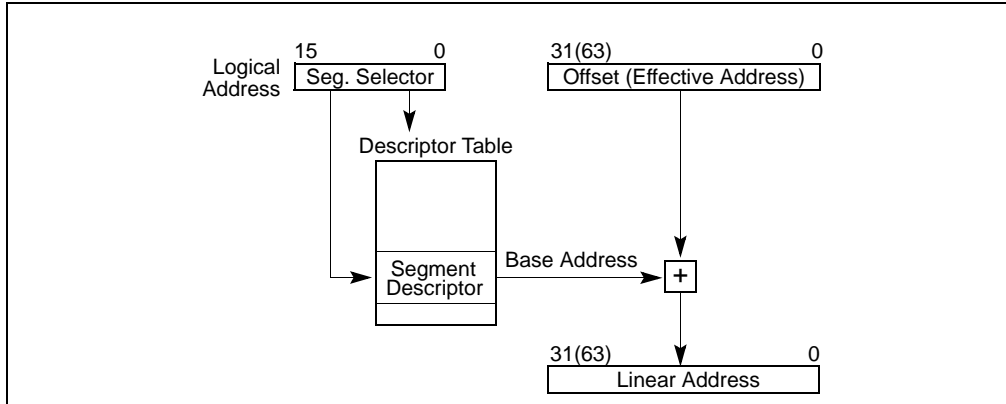 15 0
31(63) 0
Logical
Address
Seg. Selector
Offset (Effective Address)
Descriptor Table
Base Address
+
Segment
Descriptor
31(63) 0
Linear Address